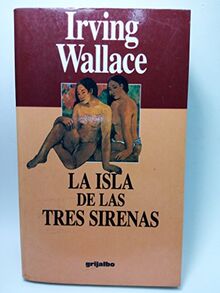 Irving
Wallace
LA ISLA
DE LAS
TRES SIRENAS
grijalbo